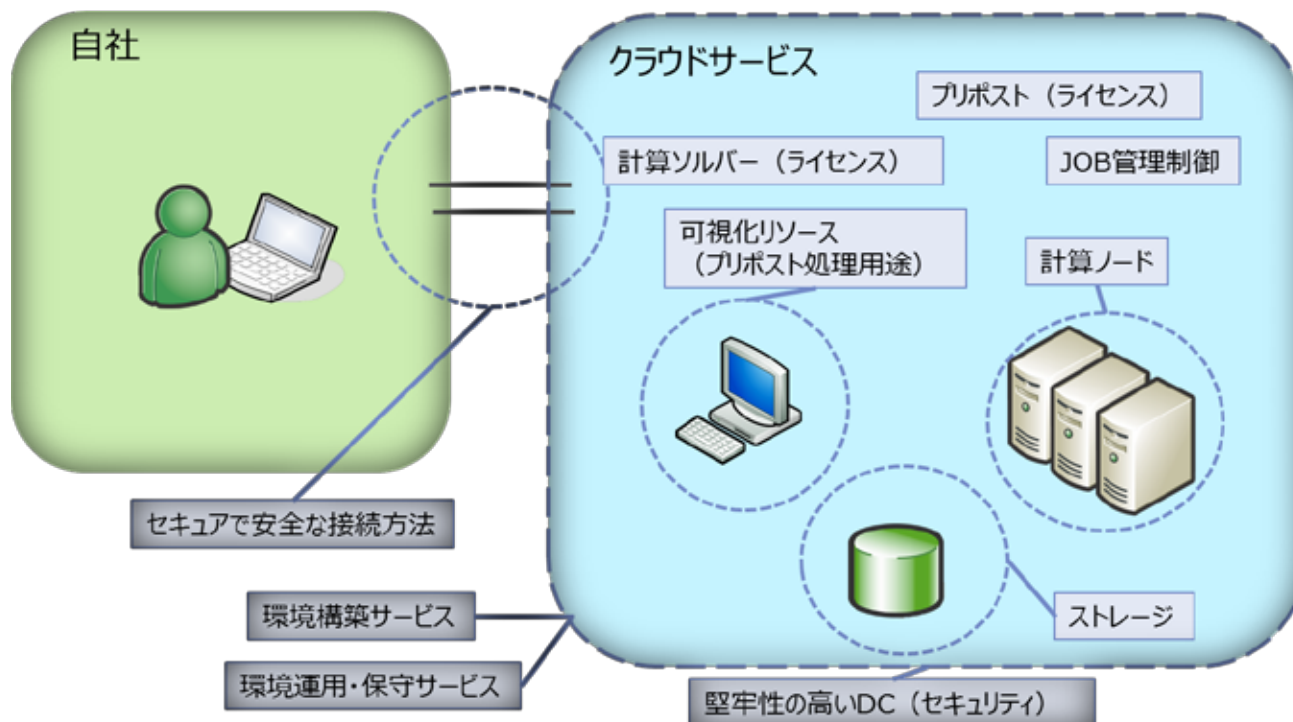 自社
クラウドサービス
プリポスト（ライセンス）
計算ソルバー（ライセンス）
JOB管理制御
可視化リソース
（プリポスト処理用途）
計算ノード
セキュアで安全な接続方法
環境構築サービス
ストレージ
環境運用・保守サービス
堅牢性の高いDC（セキュリティ）